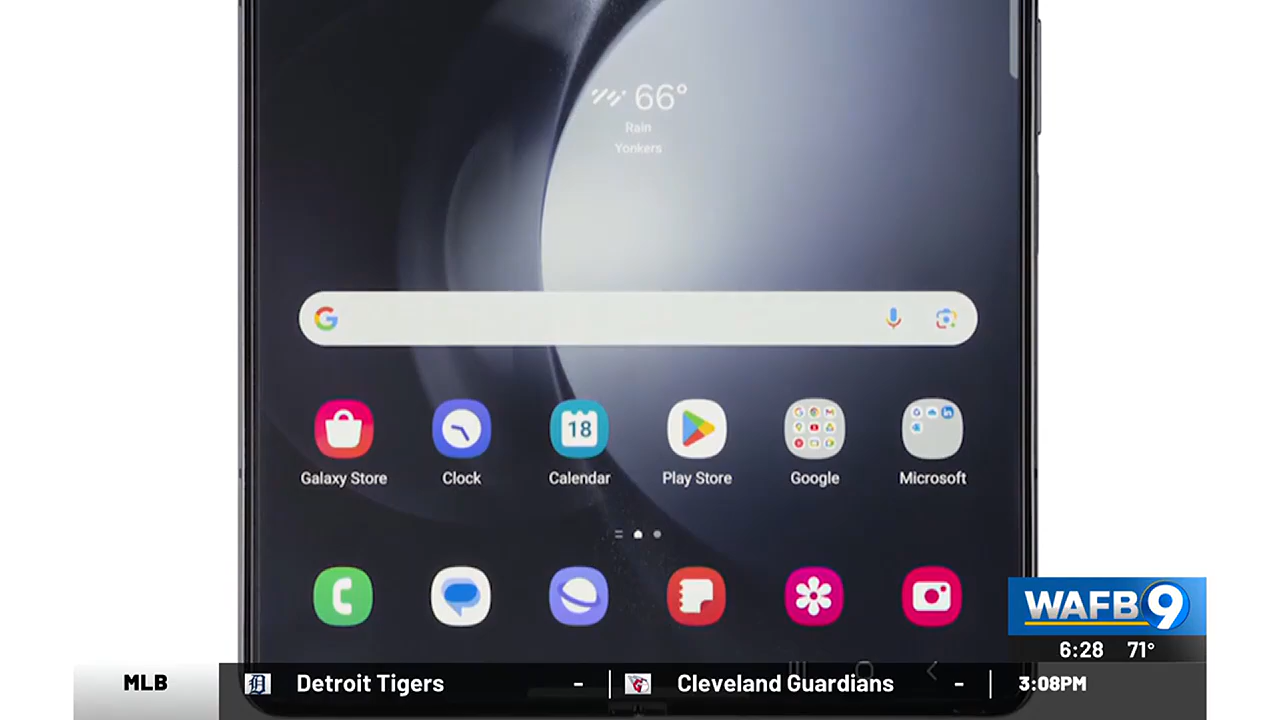 66°
Rain
Yonkers
18
Galaxy Store
Clock
Calendar
Play Store
Google
Microsoft
WAFB 9
6:28 71°
MLB Detroit Tigers - Cleveland Guardians - 3:08PM